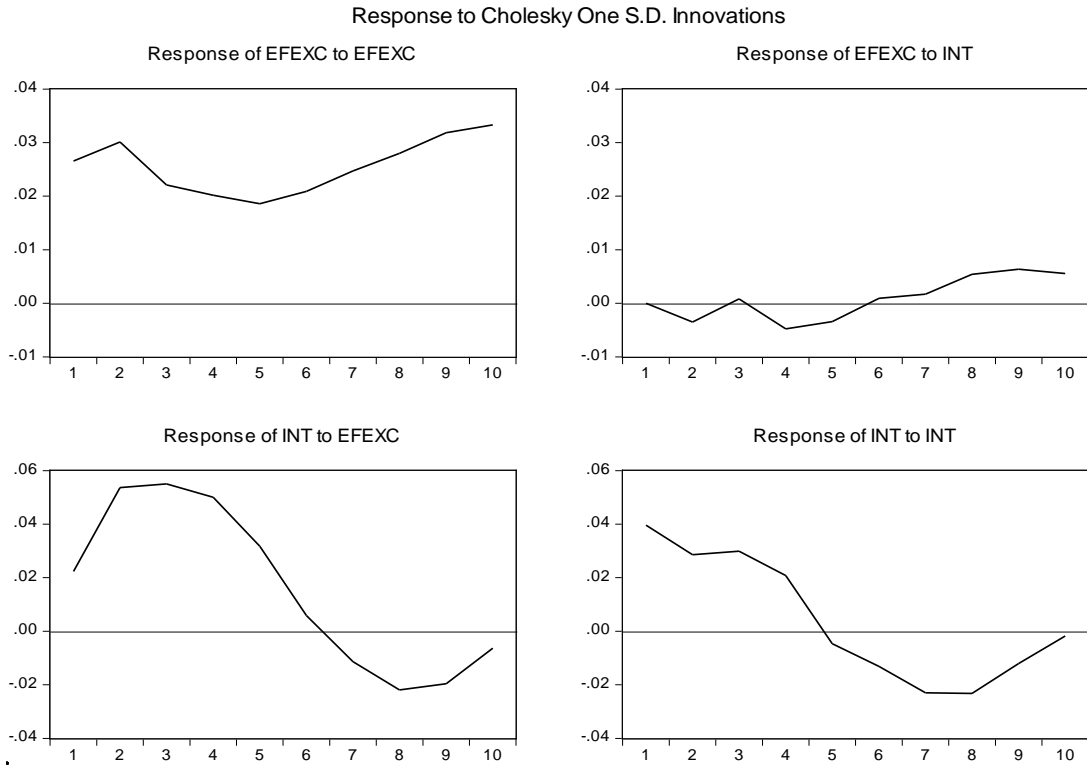 Response to Cholesky One S.D. Innovations
Response of EFEXC to EFEXC
.04
.03
.02
.01
.00
-.01
1 2 3 4 5 6 7 8 9 10
Response of EFEXC to INT
.04
.03
.02
.01
.00
-.01
1 2 3 4 5 6 7 8 9 10
Response of INT to EFEXC
.06
.04
.02
.00
-.02
-.04
1 2 3 4 5 6 7 8 9 10
Response of INT to INT
.06
.04
.02
.00
-.02
-.04
1 2 3 4 5 6 7 8 9 10